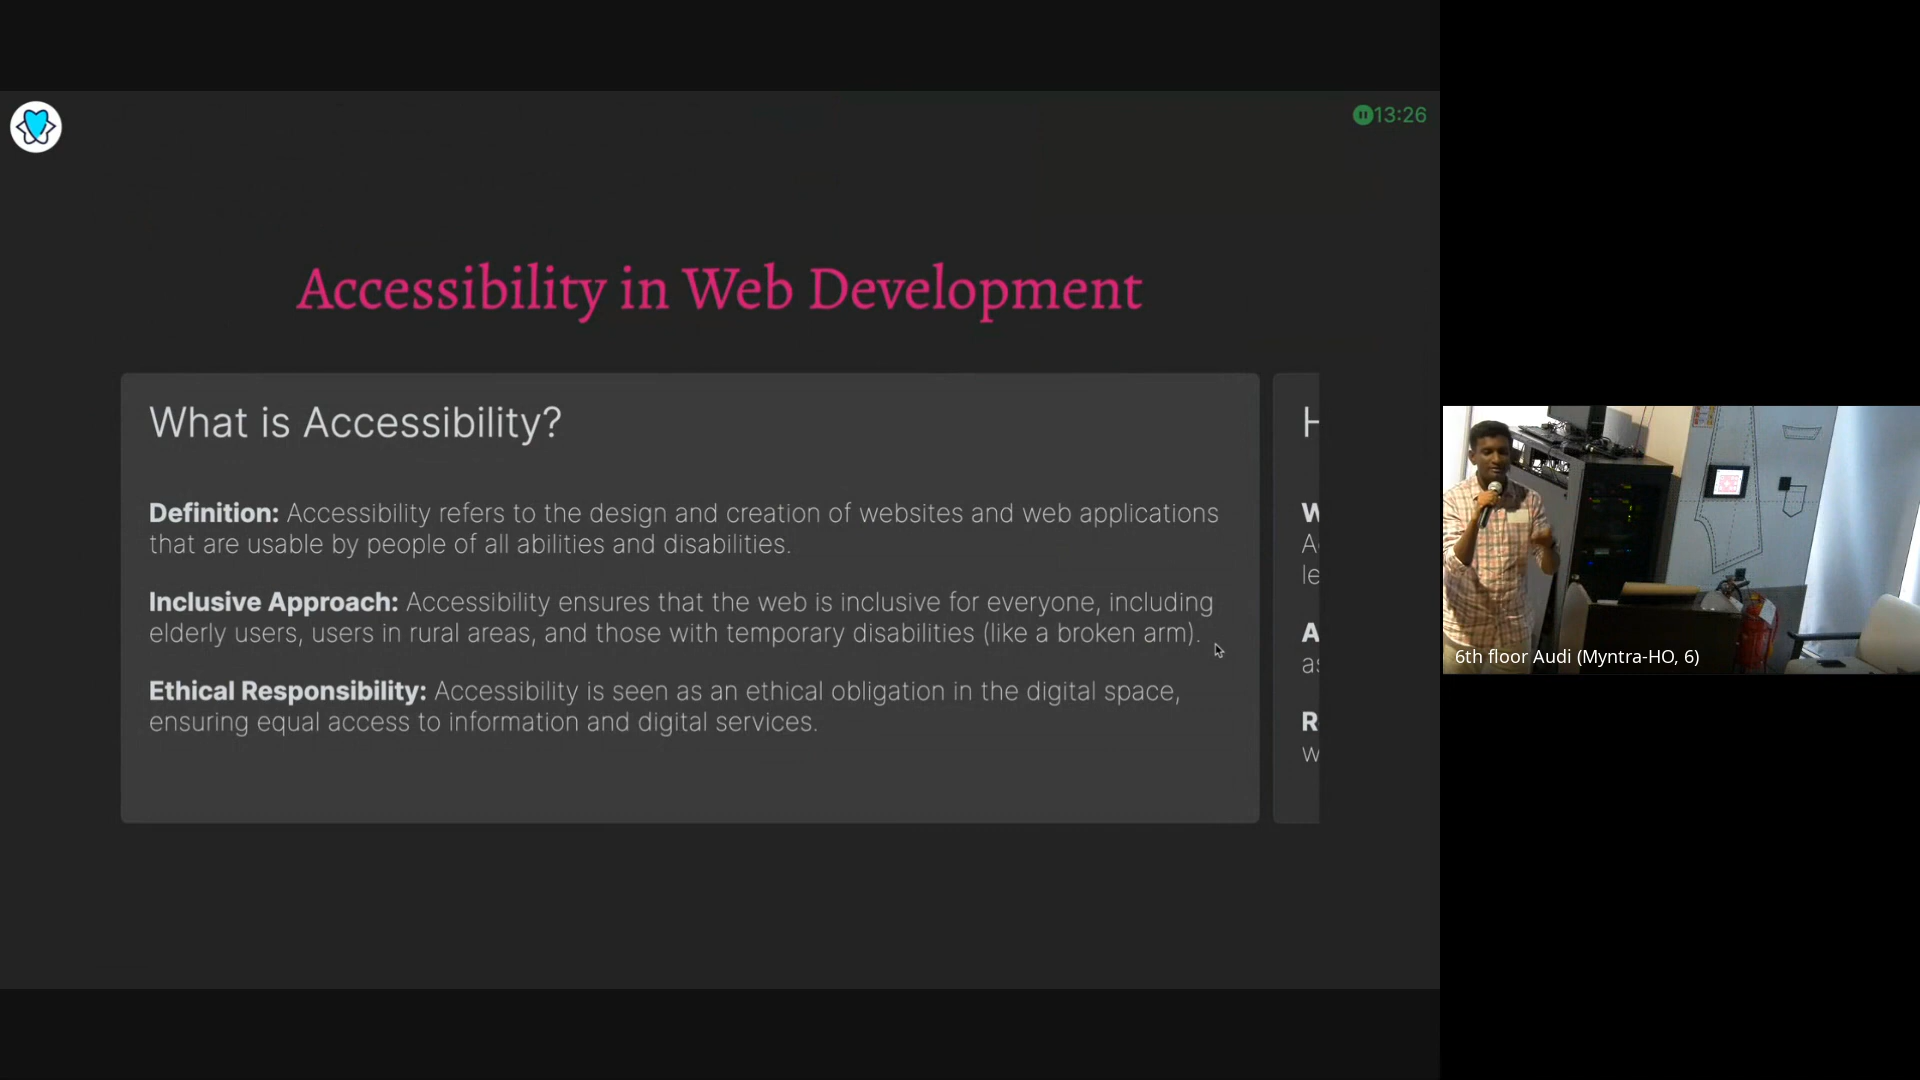 13:26
Accessibility in Web Development
What is Accessibility?
Definition: Accessibility refers to the design and creation of websites and web applications
that are usable by people of all abilities and disabilities.
Inclusive Approach: Accessibility ensures that the web is inclusive for everyone, including
elderly users, users in rural areas, and those with temporary disabilities (like a broken arm).
Ethical Responsibility: Accessibility is seen as an ethical obligation in the digital space,
ensuring equal access to information and digital services.
6th floor Audi (Myntra-HO, 6)